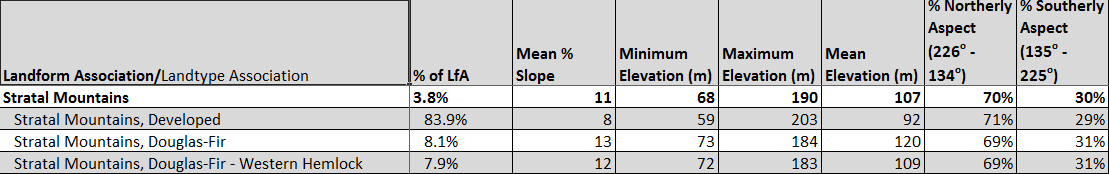 Landform Association/Landtype Association % of LfA Mean % Slope Minimum Elevation (m) Maximum Elevation (m) Mean Elevation (m) % Northerly Aspect (226° - 134°) % Southerly Aspect (135° - 225°)
Stratal Mountains 3.8% 11 68 190 107 70% 30%
Stratal Mountains, Developed 83.9% 8 59 203 92 71% 29%
Stratal Mountains, Douglas-Fir 8.1% 13 73 184 120 69% 31%
Stratal Mountains, Douglas-Fir - Western Hemlock 7.9% 12 72 183 109 69% 31%